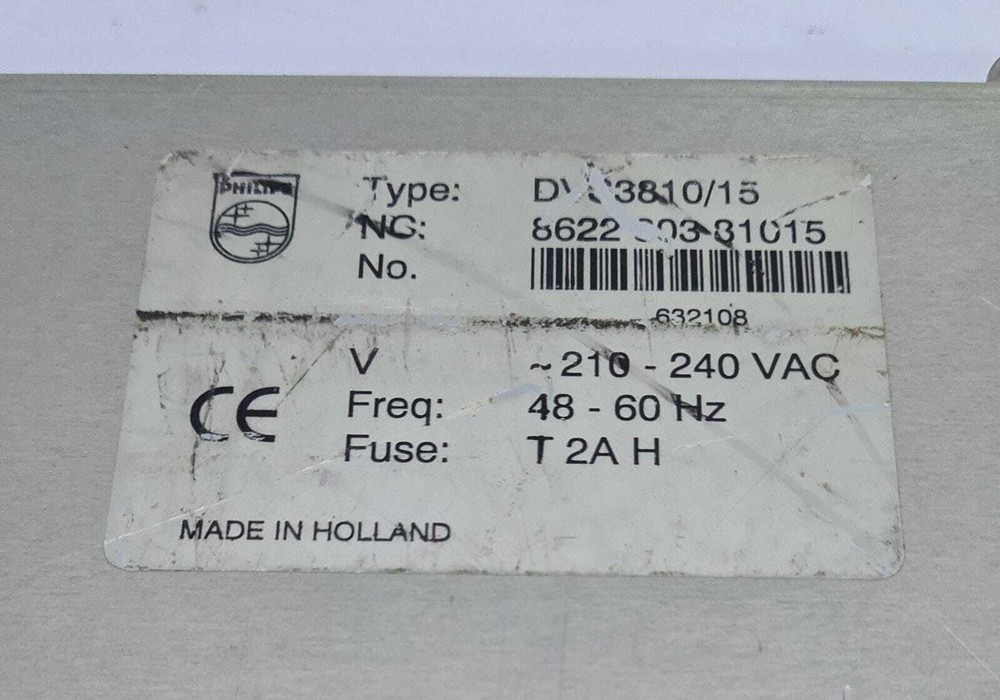 PHILIPS
Type:
NC:
No.
632108
V ~ 210 - 240 VAC
Freq: 48 - 60 Hz
Fuse: T 2A H
CE
MADE IN HOLLAND
8622 81015